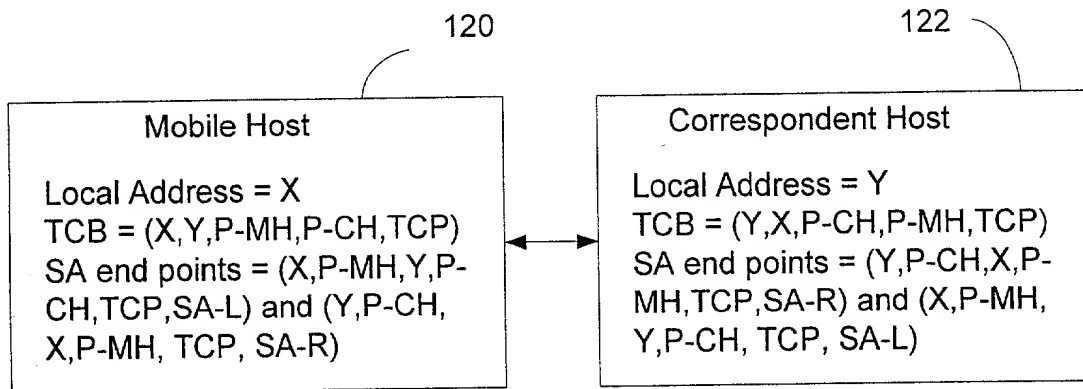 120
122
Mobile Host
Local Address = X
TCB = (X,Y,P-MH,P-CH,TCP)
SA end points = (X,P-MH,Y,P-
CH,TCP,SA-L) and (Y,P-CH,
X,P-MH, TCP, SA-R)
Correspondent Host
Local Address = Y
TCB = (Y,X,P-CH,P-MH,TCP)
SA end points = (Y,P-CH,X,P-
MH,TCP,SA-R) and (X,P-MH,
Y,P-CH, TCP, SA-L)